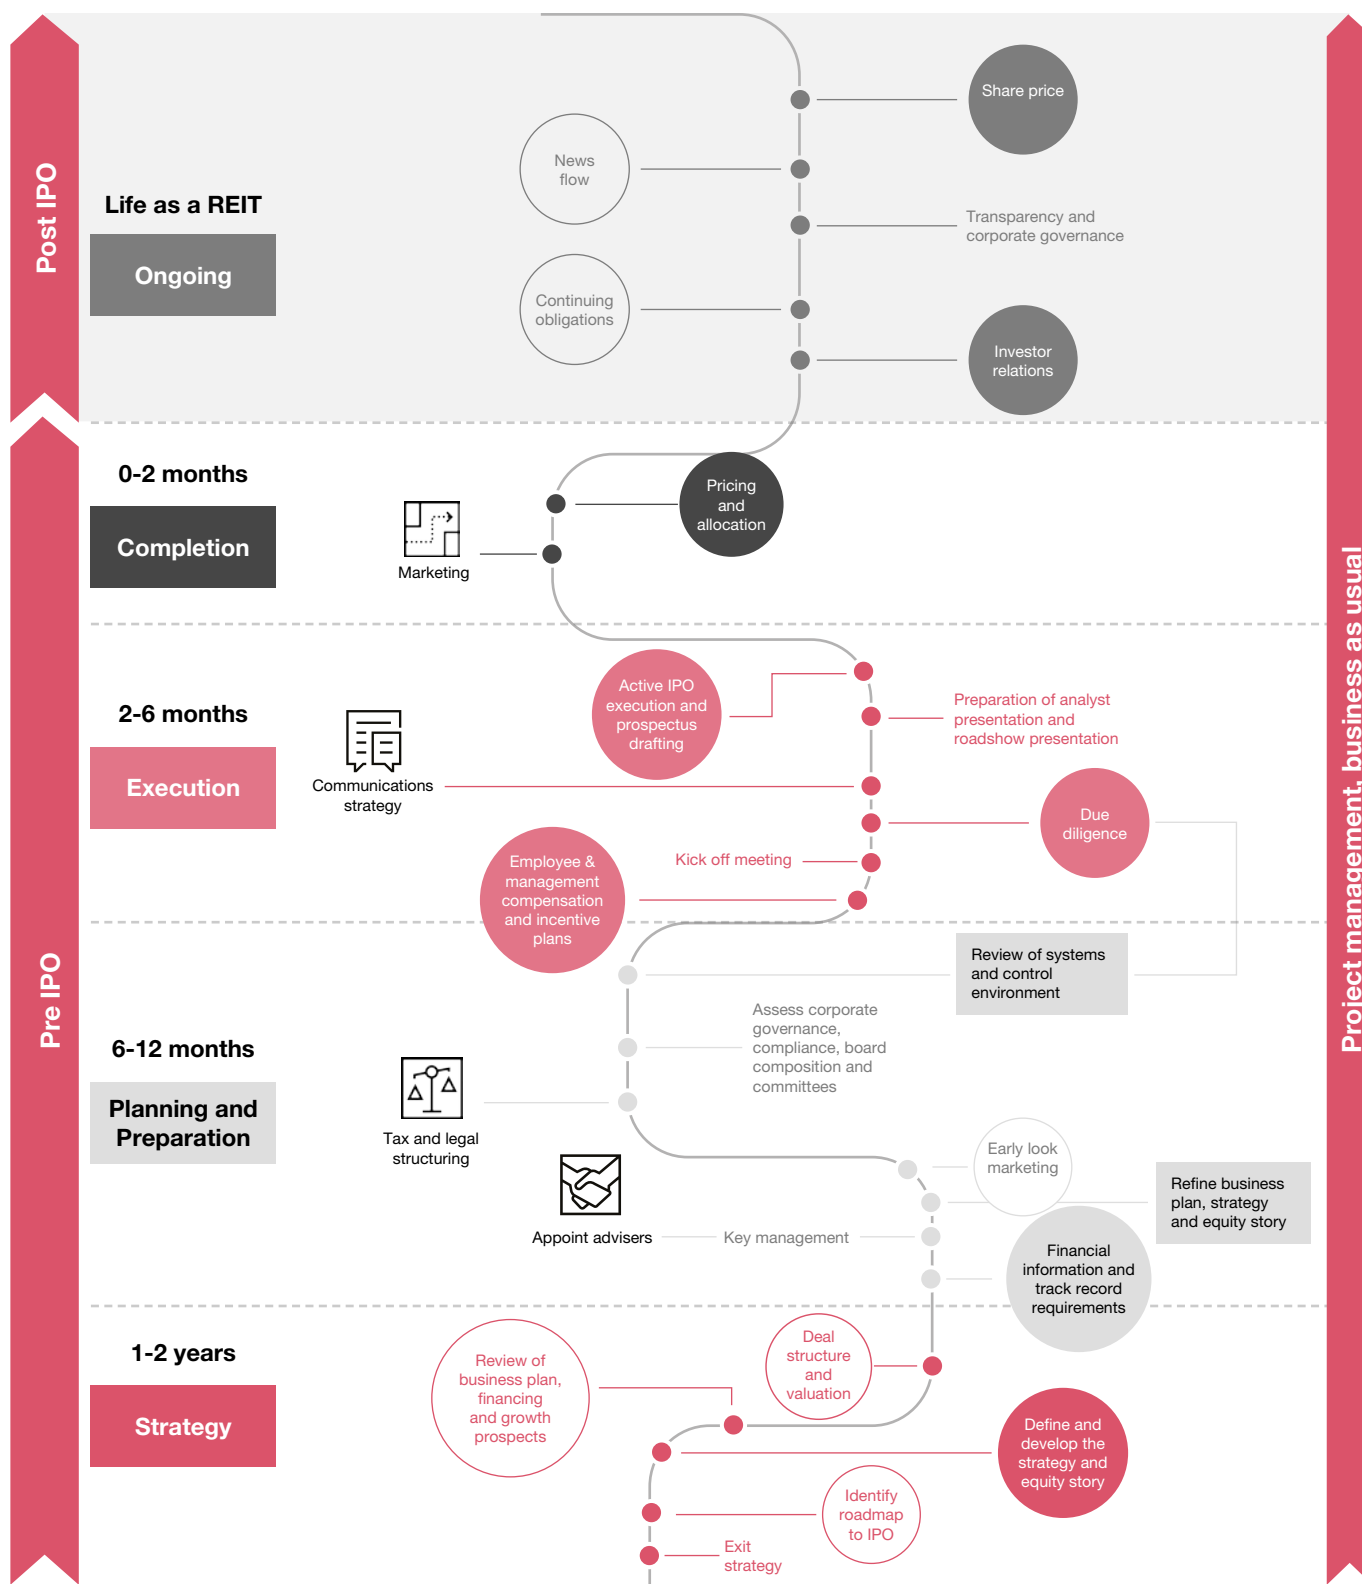 Post IPO
Life as a REIT
Ongoing
Share price
News
flow
Transparency and
corporate governance
Continuing
obligations
Investor
relations
Pre IPO
Project management, business as usual
0-2 months
Completion
Pricing
and
allocation
Marketing
2-6 months
Execution
Active IPO
execution and
prospectus
drafting
Preparation of analyst
presentation and
roadshow presentation
Communications
strategy
Due
diligence
Kick off meeting
Employee &
management
compensation
and incentive
plans
6-12 months
Planning and
Preparation
Review of systems
and control
environment
Assess corporate
governance,
compliance, board
composition and
committees
Tax and legal
structuring
Early look
marketing
Refine business
plan, strategy
and equity story
Appoint advisers
Key management
Financial
information and
track record
requirements
1-2 years
Strategy
Deal
structure
and
valuation
Review of
business plan,
financing
and growth
prospects
Define and
develop the
strategy and
equity story
Identify
roadmap
to IPO
Exit
strategy